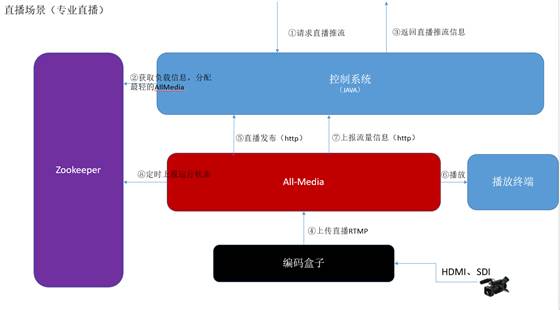 直播场景（专业直播）
①请求直播推流
③返回直播推流信息
控制系统
（JAVA）
②获取负载信息，分配
最轻的AllMedia
⑤直播发布（http）
⑦上报流量信息（http）
Zookeeper
⑧定时上报运行状态
All-Media
⑥播放
播放终端
④上传直播RTMP
编码盒子
HDMI、SDI